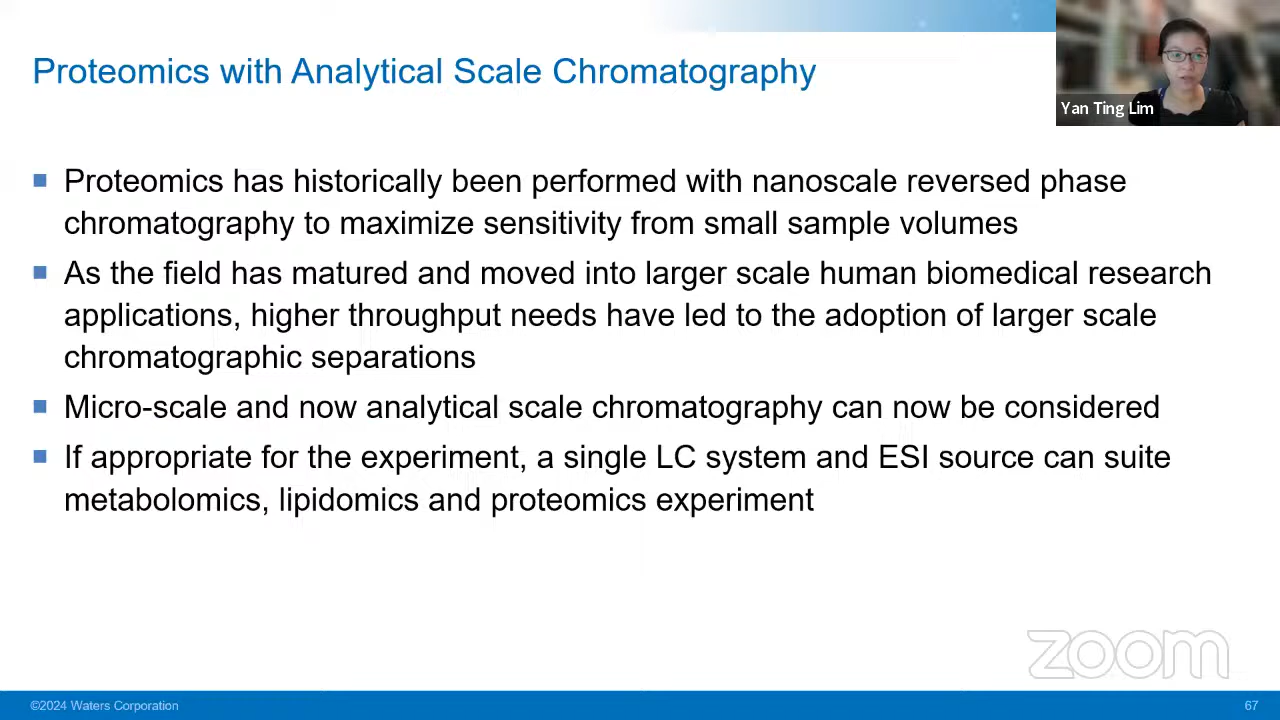 Proteomics with Analytical Scale Chromatography
Yan Ting Lim
Proteomics has historically been performed with nanoscale reversed phase
chromatography to maximize sensitivity from small sample volumes
As the field has matured and moved into larger scale human biomedical research
applications, higher throughput needs have led to the adoption of larger scale
chromatographic separations
Micro-scale and now analytical scale chromatography can now be considered
If appropriate for the experiment, a single LC system and ESI source can suite
metabolomics, lipidomics and proteomics experiment
zoom
©2024 Waters Corporation
67